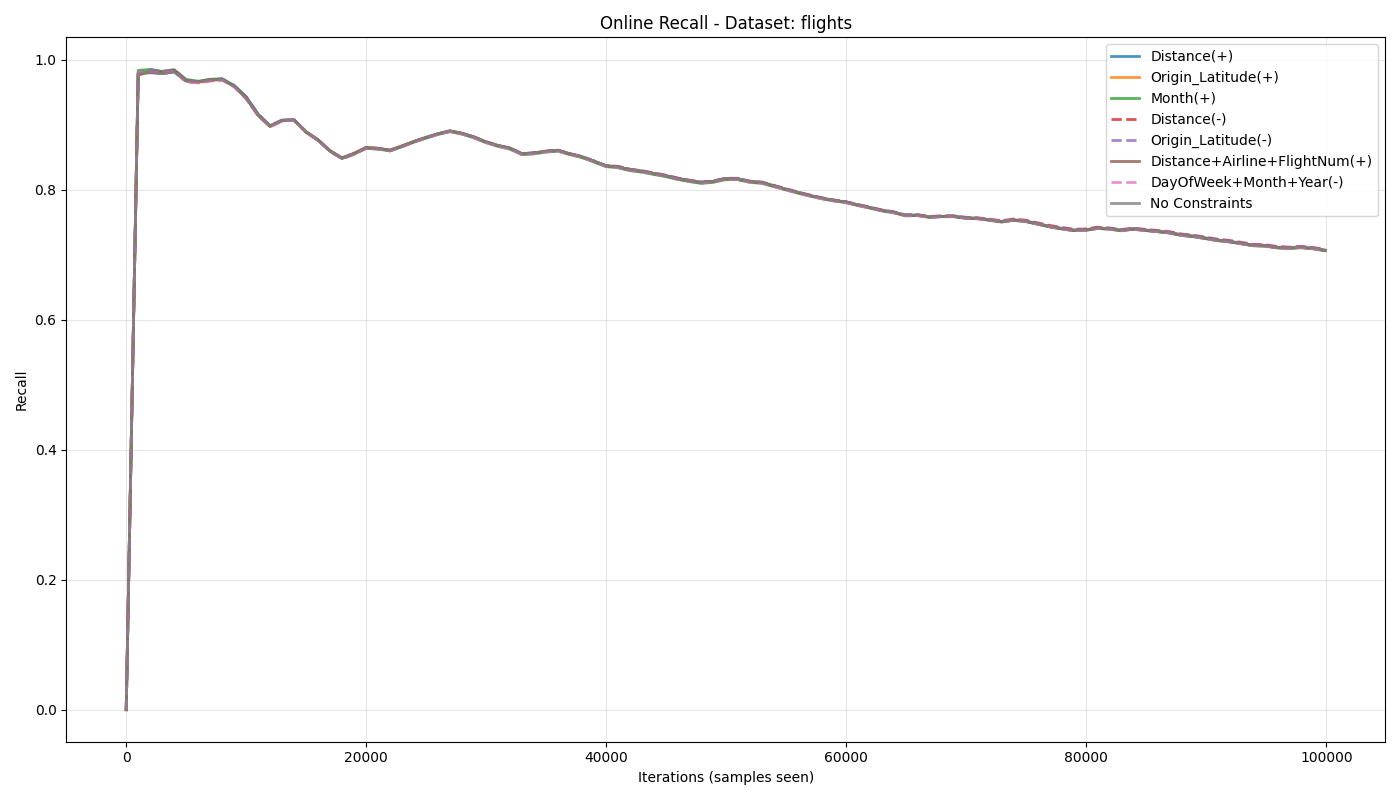 Online Recall - Dataset: flights
1.0
0.8
0.6
0.4
0.2
0.0
Recall
Distance(+)
Origin_Latitude(+)
Month(+)
Distance(-)
Origin_Latitude(-)
Distance+Airline+FlightNum(+)
DayOfWeek+Month+Year(-)
No Constraints
0
20000
40000
60000
80000
100000
Iterations (samples seen)